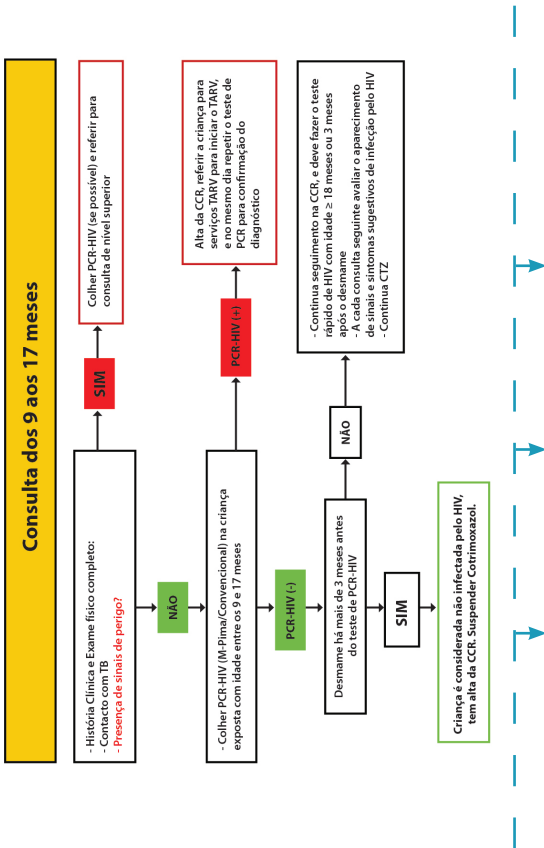 Consulta dos 9 aos 17 meses
- História Clínica e Exame físico completo:
- Contacto com TB
- Presença de sinais de perigo?
SIM
Colher PCR-HIV (se possível) e referir para
consulta de nível superior
NÃO
- Colher PCR-HIV (M-Pima/Convencional) na criança
exposta com idade entre os 9 e 17 meses
PCR-HIV (+)
Alta da CCR, referir a criança para
serviços TARV para iniciar o TARV,
e no mesmo dia repetir o teste de
PCR para confirmação do
diagnóstico
PCR-HIV (-)
Desmame há mais de 3 meses antes
do teste de PCR-HIV
NÃO
- Continua seguimento na CCR, e deve fazer o teste
rápido de HIV com idade ≥ 18 meses ou 3 meses
após o desmame
- A cada consulta seguinte avaliar o aparecimento
de sinais e sintomas sugestivos de infecção pelo HIV
- Continua CTZ
SIM
Criança é considerada não infectada pelo HIV,
tem alta da CCR. Suspender Cotrimoxazol.